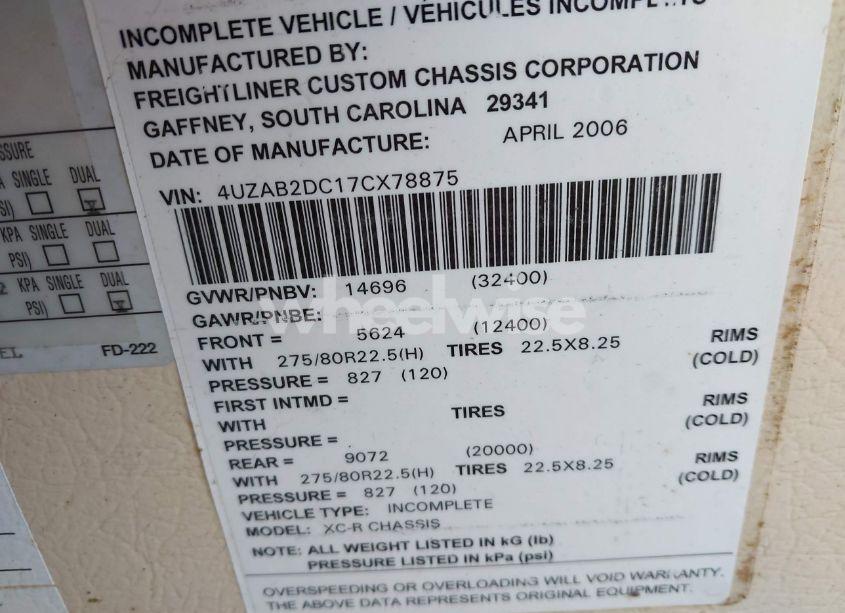 INCOMPLETE VEHICLE / VEHICULES INCOMPLETS
MANUFACTURED BY:
FREIGHTLINER CUSTOM CHASSIS CORPORATION
GAFFNEY, SOUTH CAROLINA 29341
DATE OF MANUFACTURE: APRIL 2006
VIN: 4UZAB2DC17CX78875
GVWR/PNBV: 14696 (32400)
GAWR/PNBE:
FRONT = 5624 (12400)
WITH 275/80R22.5(H) TIRES 22.5X8.25 RIMS
PRESSURE = 827 (120) (COLD)
FIRST INTMD =
WITH TIRES RIMS
PRESSURE = (COLD)
REAR = 9072 (20000)
WITH 275/80R22.5(H) TIRES 22.5X8.25 RIMS
PRESSURE = 827 (120) (COLD)
VEHICLE TYPE: INCOMPLETE
MODEL: XC-R CHASSIS
NOTE: ALL WEIGHT LISTED IN kG (lb)
PRESSURE LISTED IN kPa (psi)
OVERSPEEDING OR OVERLOADING WILL VOID WARRANTY.
THE ABOVE DATA REPRESENTS ORIGINAL EQUIPMENT.
SINGLE DUAL
KPA SINGLE DUAL
PSI)
KPA SINGLE DUAL
PSI)
FD-222
wheelwise